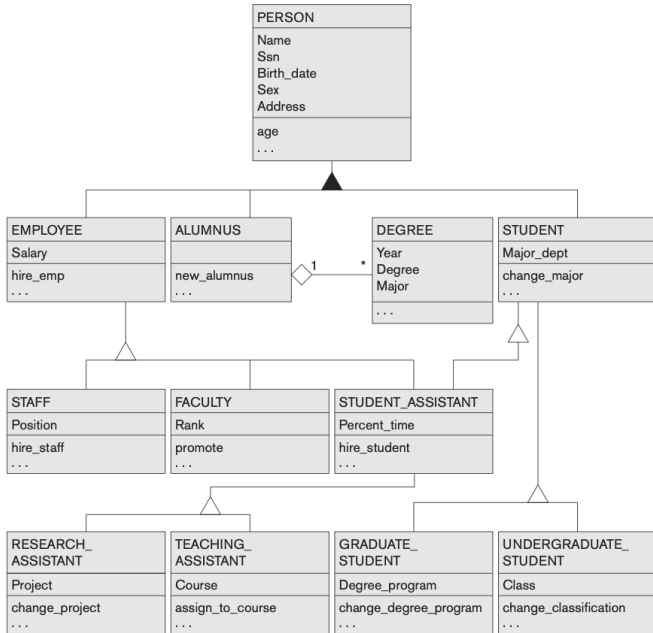 PERSON
Name
Ssn
Birth_date
Sex
Address
age
. . .
EMPLOYEE
Salary
hire_emp
. . .
ALUMNUS
new_alumnus
. . .
1
*
DEGREE
Year
Degree
Major
. . .
STUDENT
Major_dept
change_major
. . .
STAFF
Position
hire_staff
. . .
FACULTY
Rank
promote
. . .
STUDENT_ASSISTANT
Percent_time
hire_student
. . .
RESEARCH_
ASSISTANT
Project
change_project
. . .
TEACHING_
ASSISTANT
Course
assign_to_course
. . .
GRADUATE_
STUDENT
Degree_program
change_degree_program
. . .
UNDERGRADUATE_
STUDENT
Class
change_classification
. . .